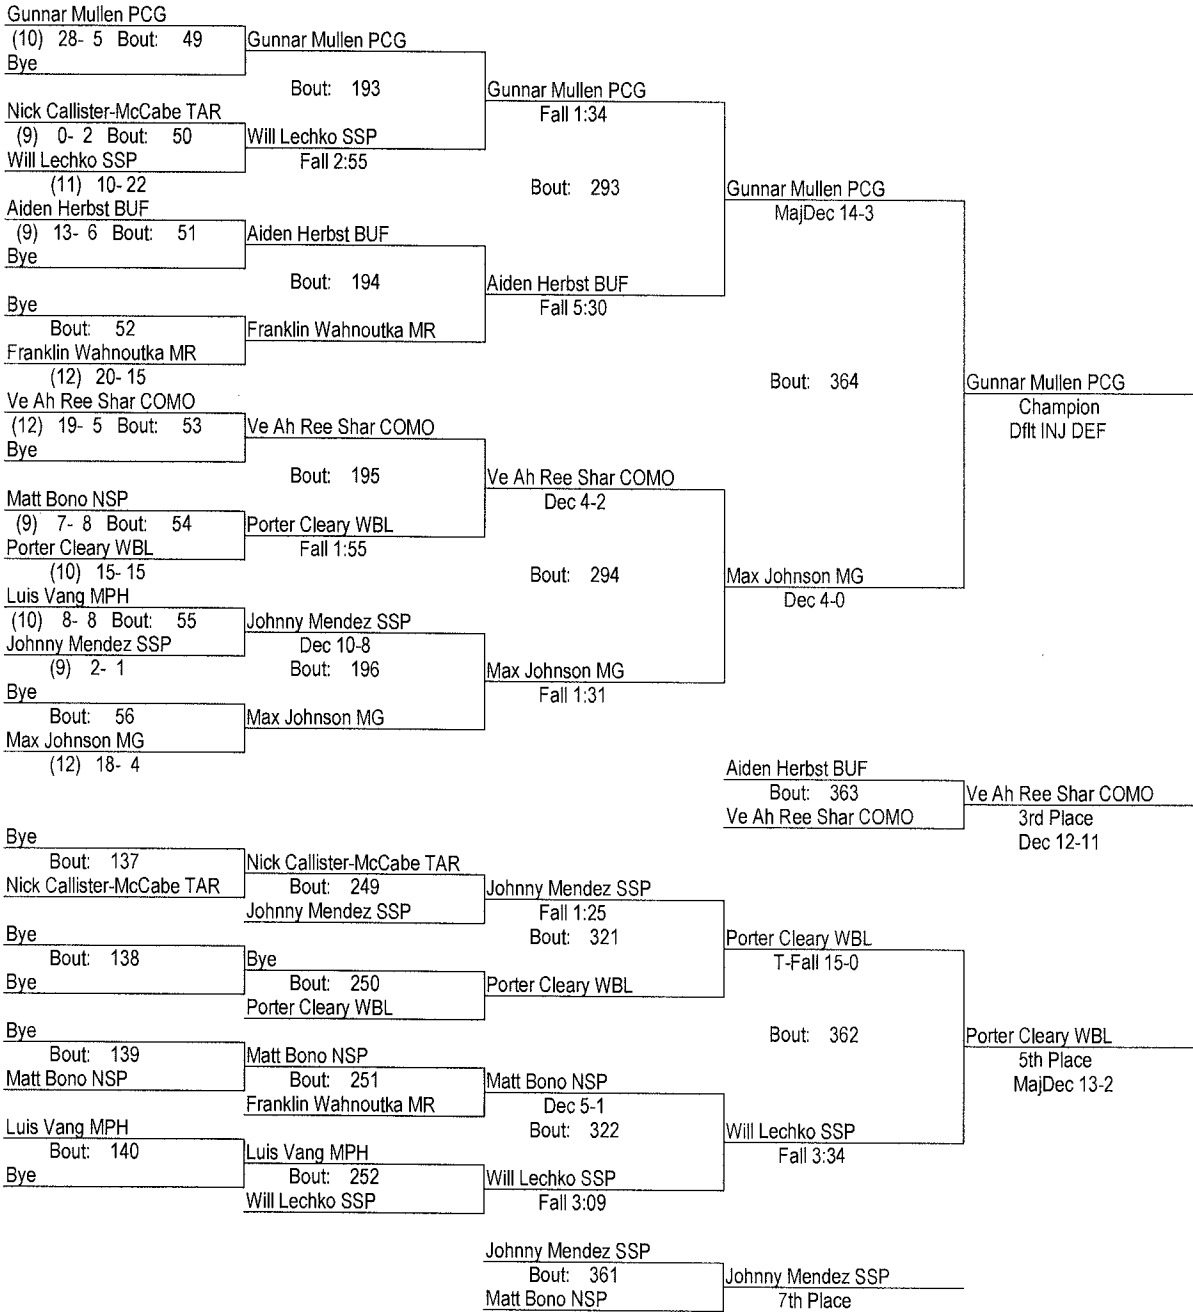 Gunnar Mullen PCG
(10) 28- 5 Bout: 49
Bye
Gunnar Mullen PCG
Bout: 193
Nick Callister-McCabe TAR
(9) 0- 2 Bout: 50
Will Lechko SSP
(11) 10-22
Will Lechko SSP
Fall 2:55
Gunnar Mullen PCG
Fall 1:34
Bout: 293
Aiden Herbst BUF
(9) 13- 6 Bout: 51
Bye
Aiden Herbst BUF
Bout: 194
Bye
Bout: 52
Franklin Wahnoutka MR
(12) 20- 15
Franklin Wahnoutka MR
Aiden Herbst BUF
Fall 5:30
Gunnar Mullen PCG
MajDec 14-3
Bout: 364
Ve Ah Ree Shar COMO
(12) 19- 5 Bout: 53
Bye
Ve Ah Ree Shar COMO
Bout: 195
Matt Bono NSP
(9) 7- 8 Bout: 54
Porter Cleary WBL
(10) 15- 15
Porter Cleary WBL
Fall 1:55
Ve Ah Ree Shar COMO
Dec 4-2
Bout: 294
Luis Vang MPH
(10) 8- 8 Bout: 55
Johnny Mendez SSP
(9) 2- 1
Johnny Mendez SSP
Dec 10-8
Bout: 196
Bye
Bout: 56
Max Johnson MG
(12) 18- 4
Max Johnson MG
Max Johnson MG
Fall 1:31
Max Johnson MG
Dec 4-0
Gunnar Mullen PCG
Champion
Dflt INJ DEF
Aiden Herbst BUF
Bout: 363
Ve Ah Ree Shar COMO
Ve Ah Ree Shar COMO
3rd Place
Dec 12-11
Bye
Bout: 137
Nick Callister-McCabe TAR
Nick Callister-McCabe TAR
Bout: 249
Johnny Mendez SSP
Johnny Mendez SSP
Fall 1:25
Bout: 321
Bye
Bout: 138
Bye
Bye
Bout: 250
Porter Cleary WBL
Porter Cleary WBL
Porter Cleary WBL
T-Fall 15-0
Bout: 362
Bye
Bout: 139
Matt Bono NSP
Matt Bono NSP
Bout: 251
Franklin Wahnoutka MR
Matt Bono NSP
Dec 5-1
Bout: 322
Luis Vang MPH
Bout: 140
Bye
Luis Vang MPH
Bout: 252
Will Lechko SSP
Will Lechko SSP
Fall 3:09
Will Lechko SSP
Fall 3:34
Porter Cleary WBL
5th Place
MajDec 13-2
Johnny Mendez SSP
Bout: 361
Matt Bono NSP
Johnny Mendez SSP
7th Place